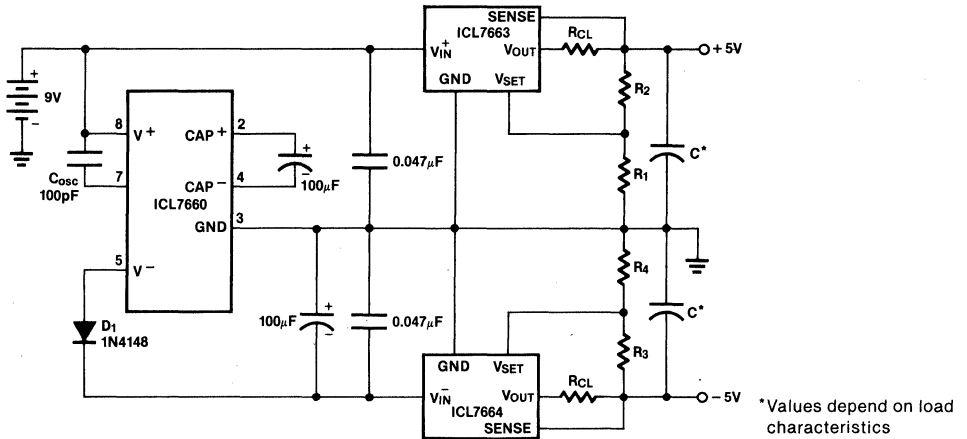 ICL7663
SENSE
V+IN
VOUT
GND
VSET
RCL
+5V
R2
R1
C*
+
9V
−
8
V+
CAP+
2
+
−
100µF
COSC
100pF
7
CAP−
4
ICL7660
GND
3
0.047µF
5
V−
D1
1N4148
100µF
+
−
0.047µF
R4
C*
R3
GND
VSET
V−IN
VOUT
ICL7664
SENSE
RCL
−5V
*Values depend on load
characteristics